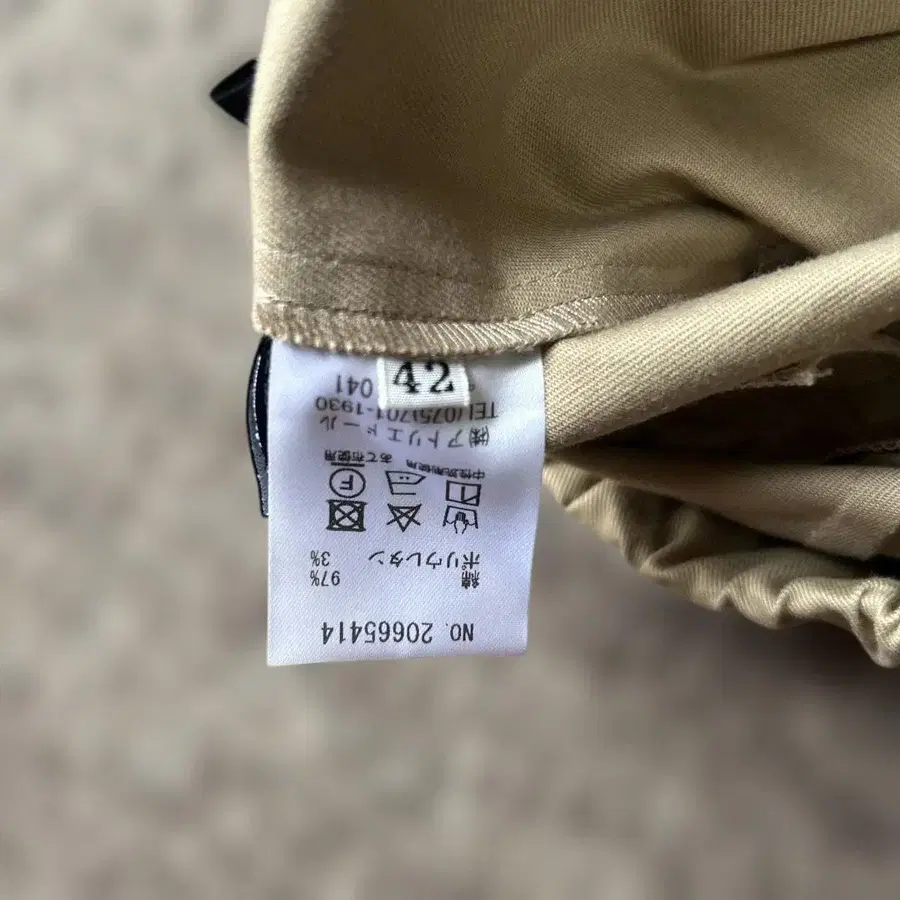 42
NO. 20665414
綿 97%
ポリウレタン 3%
F
中性洗剤使用 あて布使用
㈱アトリエドール
TEL(075)701-1930
041